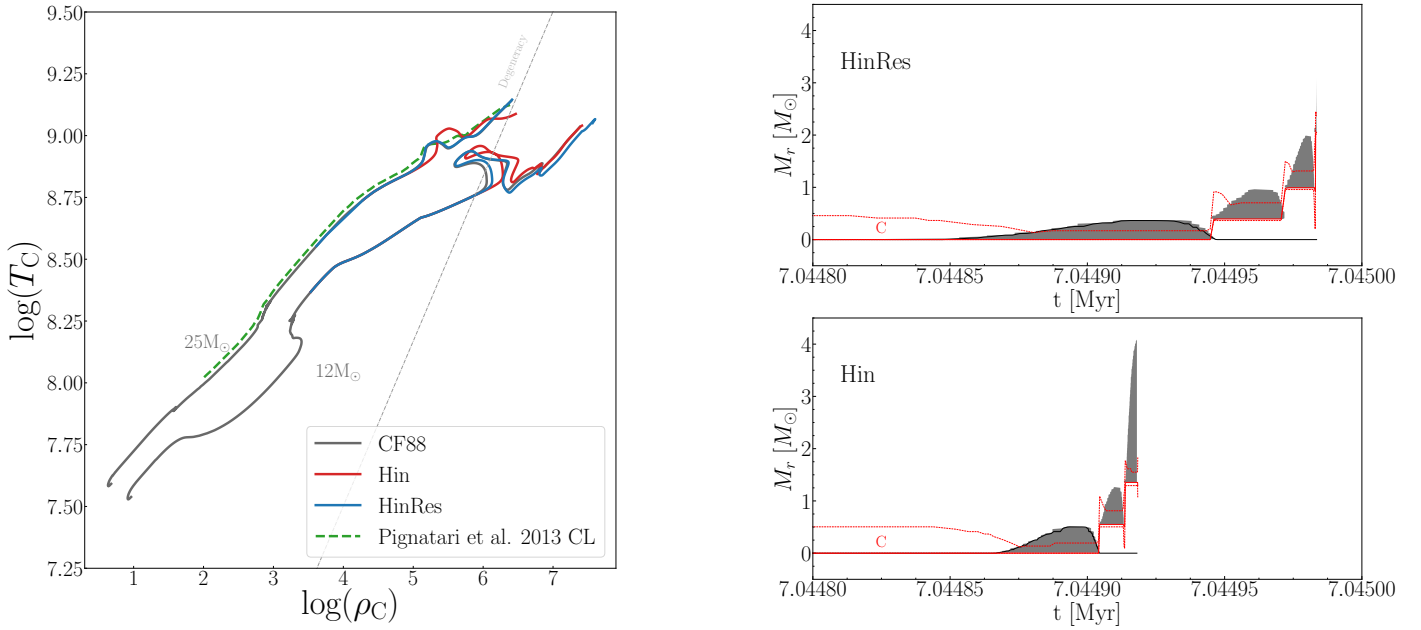 9.50
9.25
9.00
8.75
8.50
8.25
8.00
7.75
7.50
7.25
log(T_C)
Degeneracy
25M☉
12M☉
CF88
Hin
HinRes
Pignatari et al. 2013 CL
1 2 3 4 5 6 7
log(ρ_C)
4
3
2
1
0
M_r [M☉]
HinRes
C
7.04480 7.04485 7.04490 7.04495 7.04500
t [Myr]
4
3
2
1
0
M_r [M☉]
Hin
C
7.04480 7.04485 7.04490 7.04495 7.04500
t [Myr]